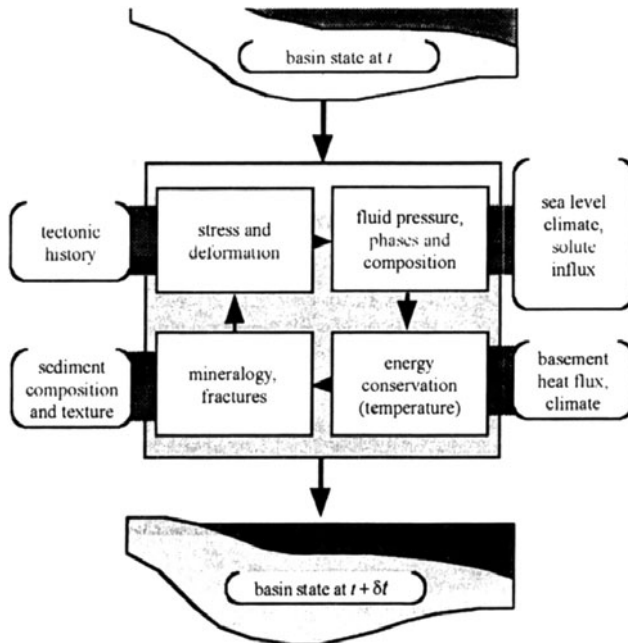 basin state at t
tectonic
history
stress and
deformation
fluid pressure,
phases and
composition
sea level
climate,
solute
influx
sediment
composition
and texture
mineralogy,
fractures
energy
conservation
(temperature)
basement
heat flux,
climate
basin state at t + δt